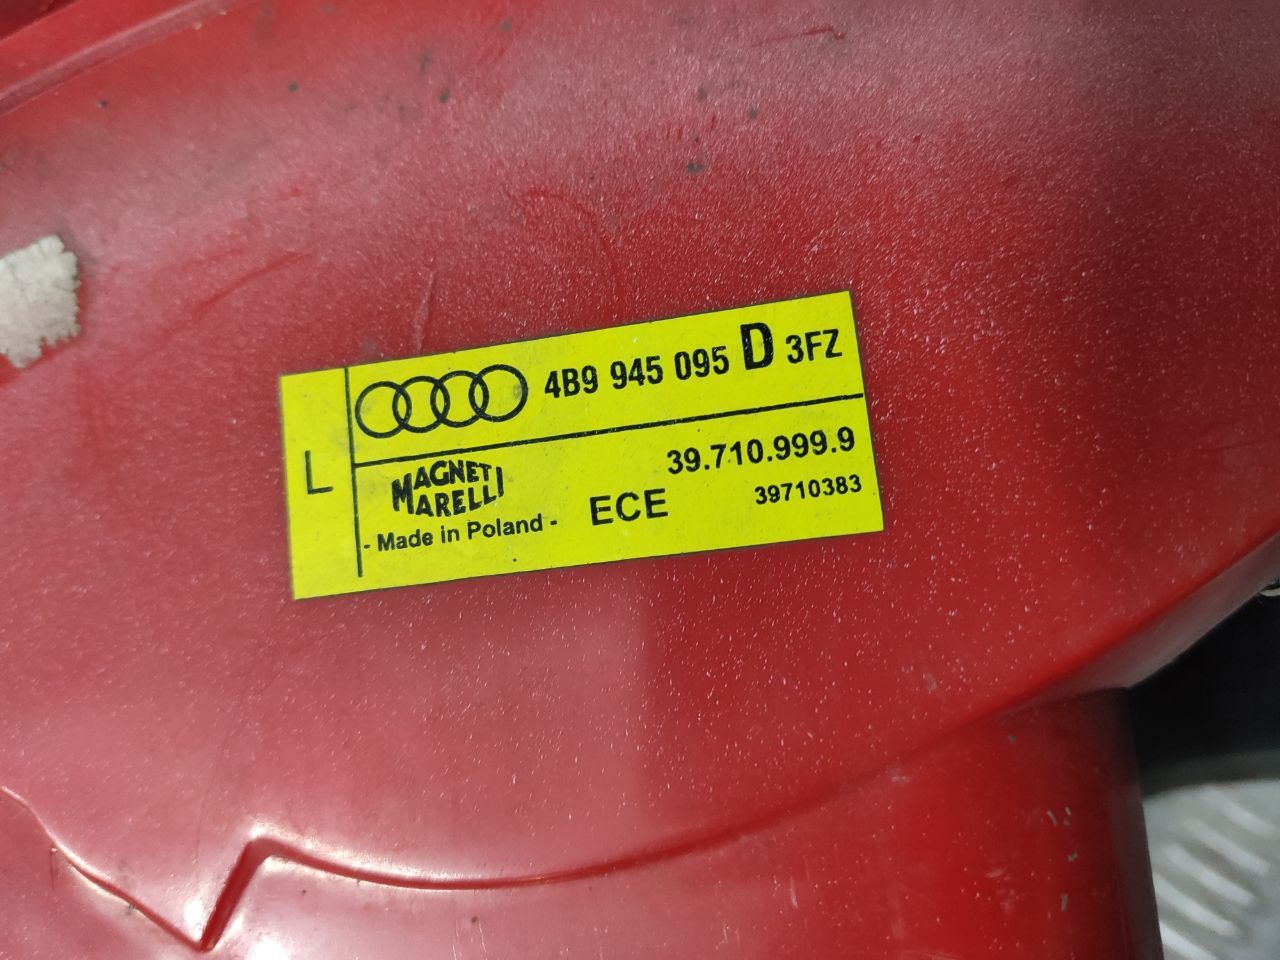 L
4B9 945 095 D 3FZ
39.710.999.9
MAGNETI
MARELLI
ECE
39710383
- Made in Poland -